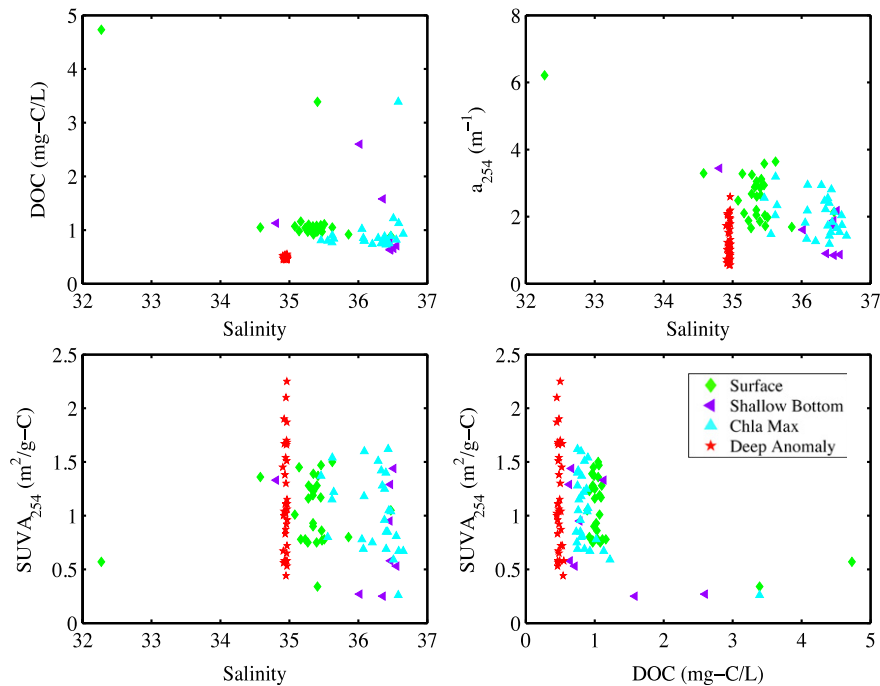 5
4
3
2
1
0
DOC (mg−C/L)
32 33 34 35 36 37
Salinity
8
6
4
2
0
a254 (m−1)
32 33 34 35 36 37
Salinity
2.5
2
1.5
1
0.5
0
SUVA254 (m2/g−C)
32 33 34 35 36 37
Salinity
2.5
2
1.5
1
0.5
0
SUVA254 (m2/g−C)
Surface
Shallow Bottom
Chla Max
Deep Anomaly
0 1 2 3 4 5
DOC (mg−C/L)